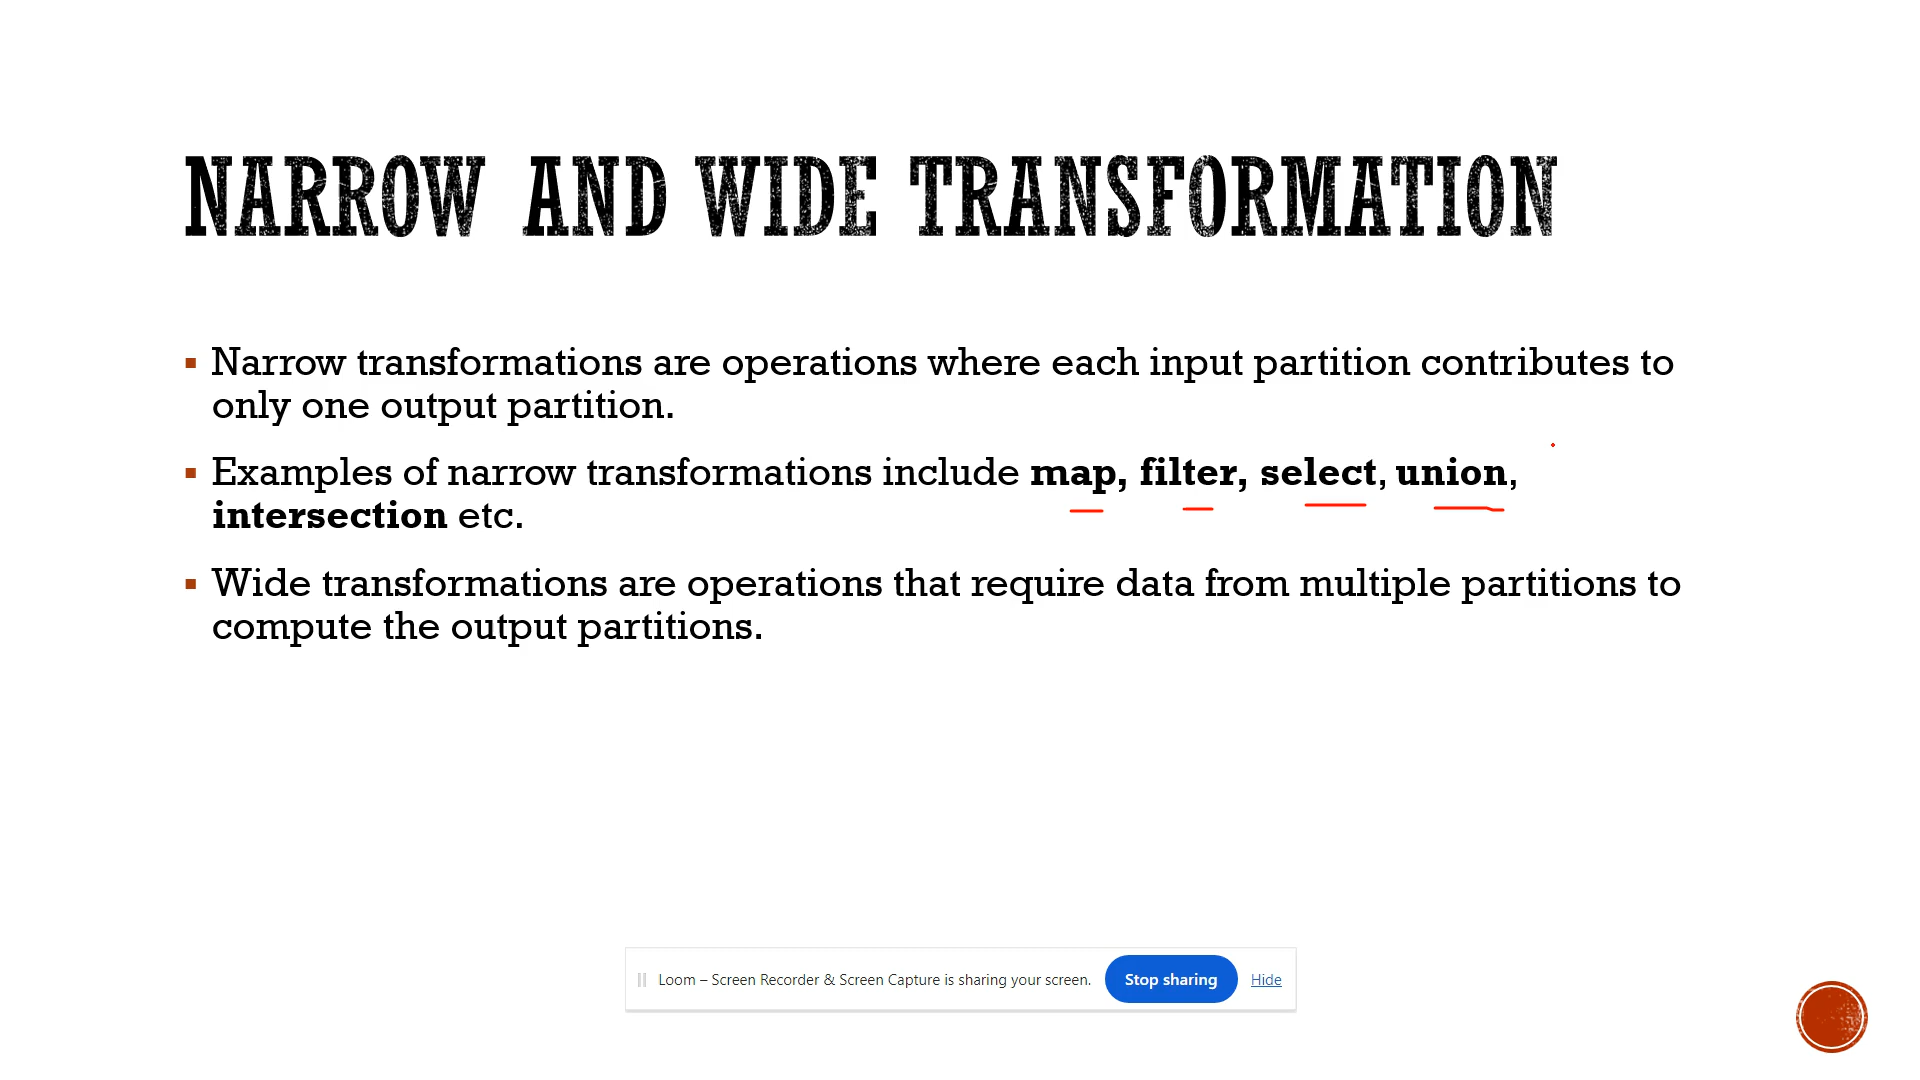 NARROW AND WIDE TRANSFORMATION
▪ Narrow transformations are operations where each input partition contributes to
only one output partition.
▪ Examples of narrow transformations include map, filter, select, union,
intersection etc.
▪ Wide transformations are operations that require data from multiple partitions to
compute the output partitions.
Loom – Screen Recorder & Screen Capture is sharing your screen. Stop sharing Hide